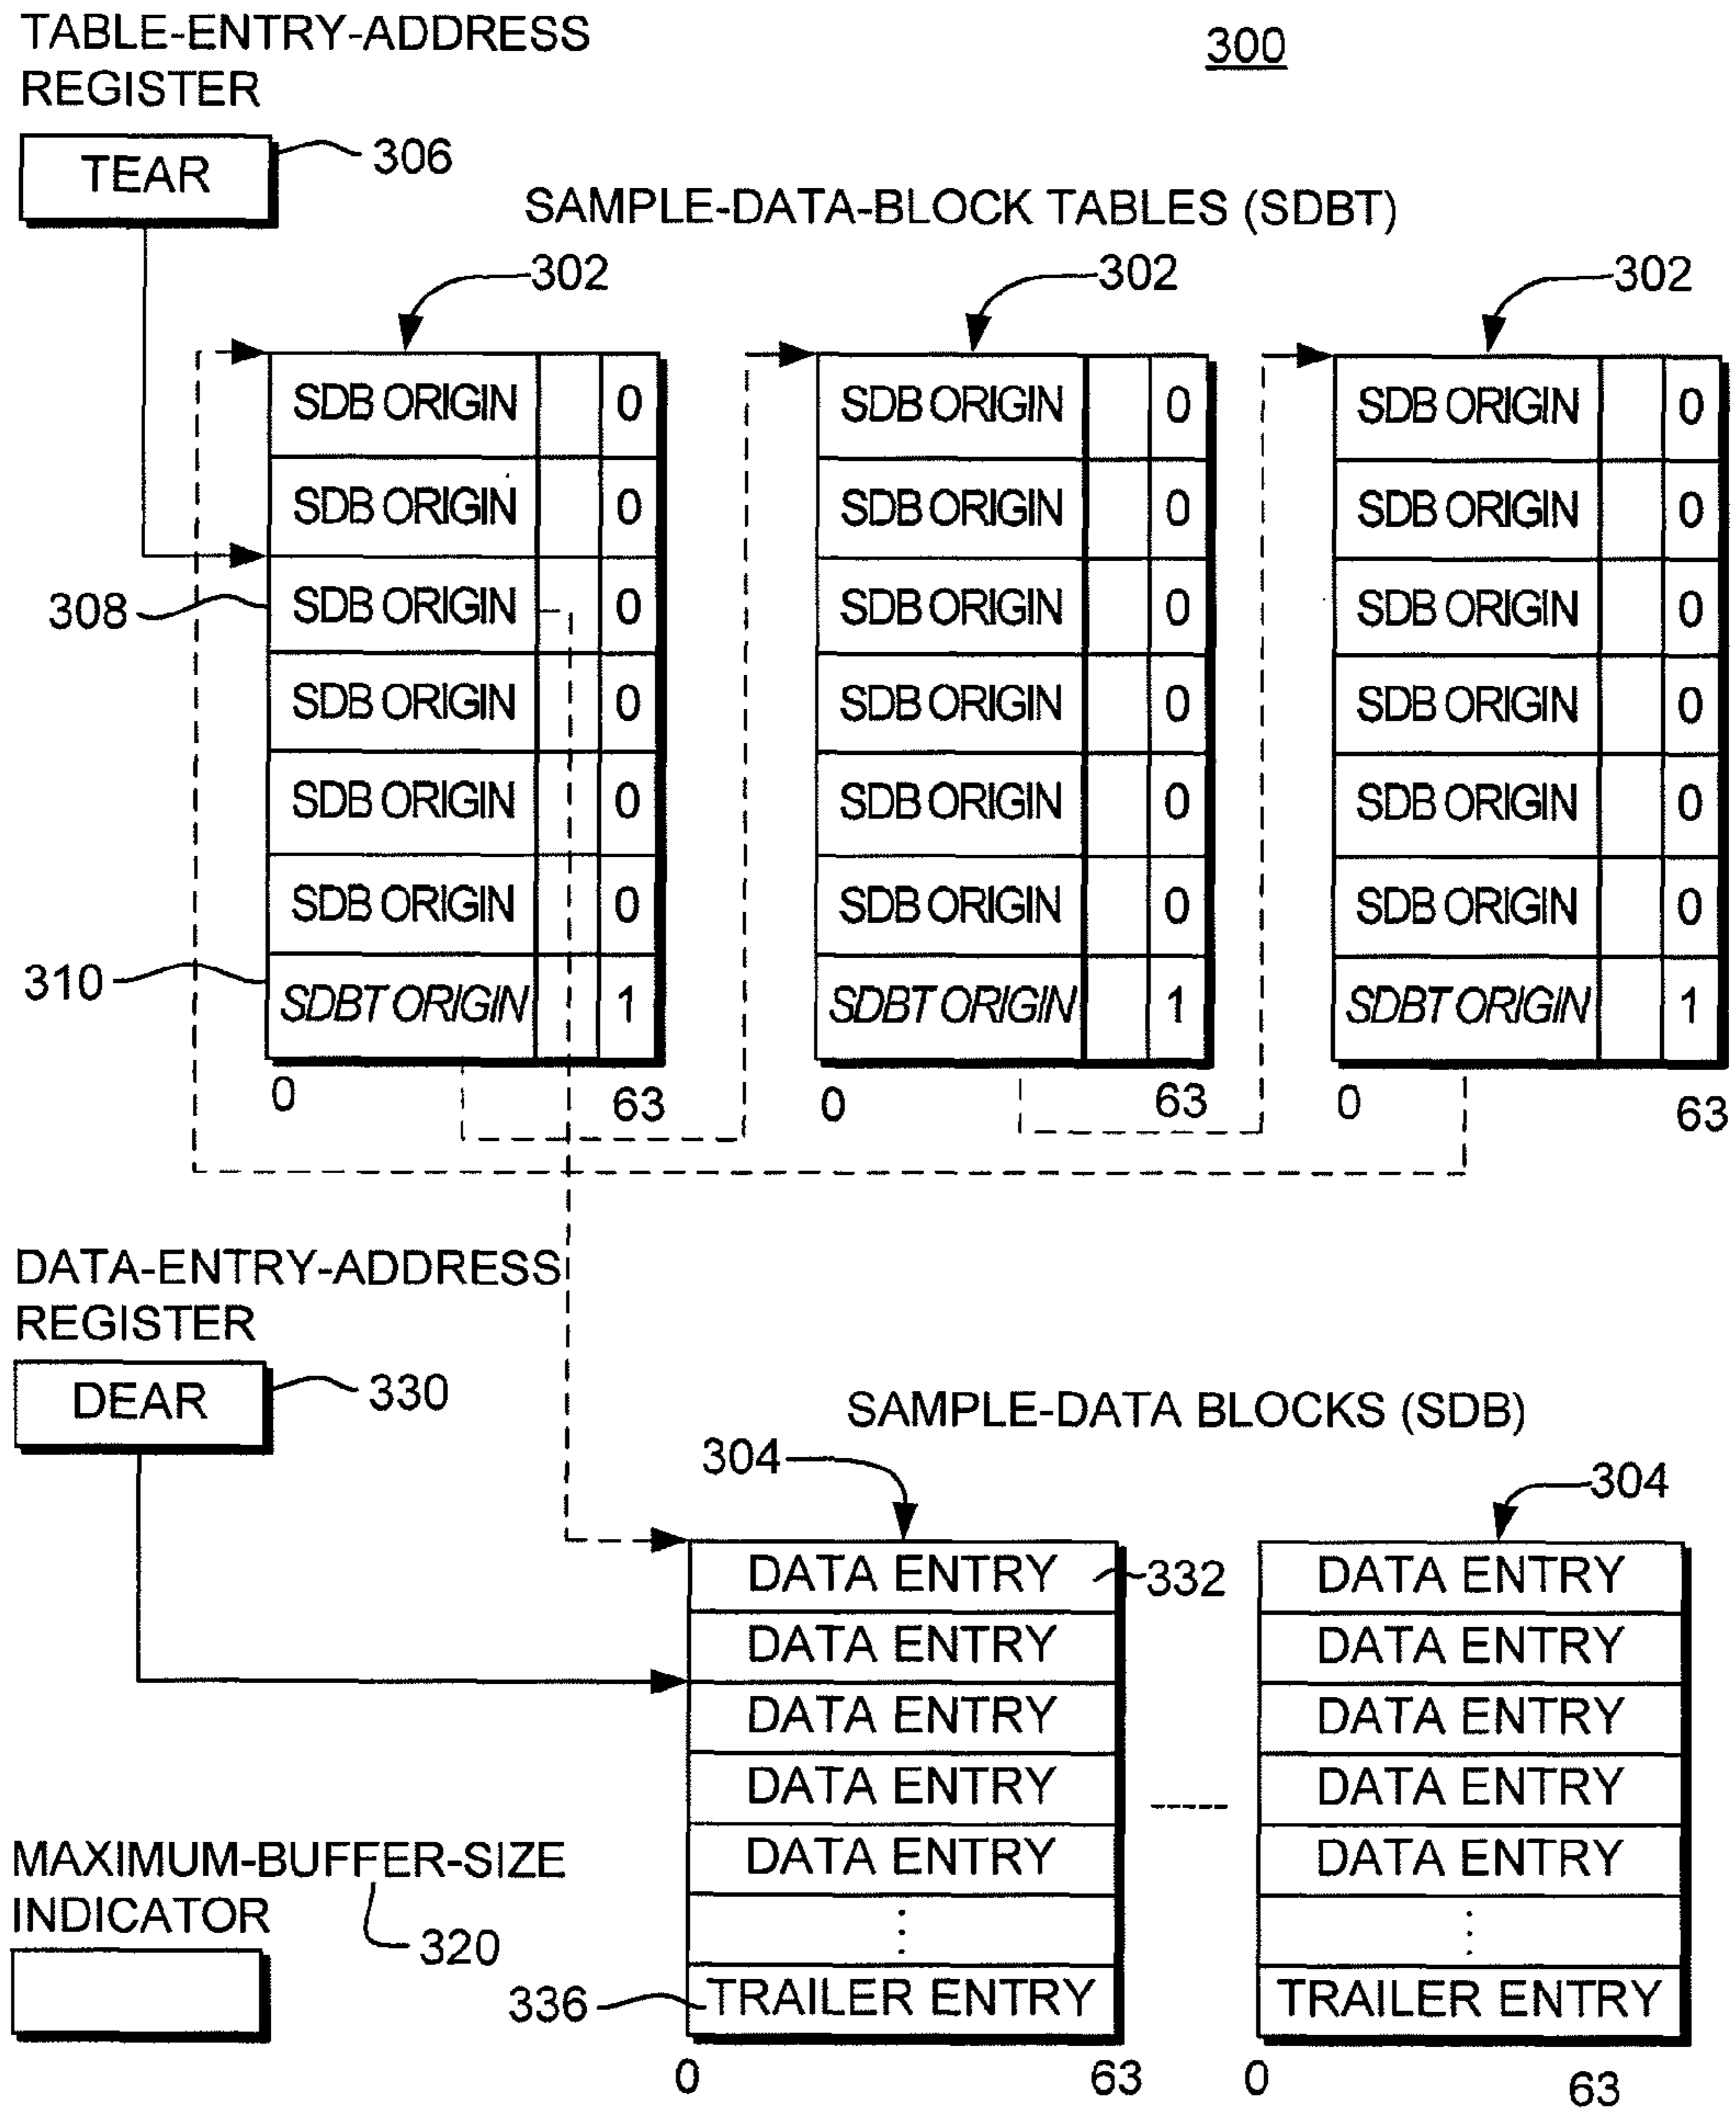 TABLE-ENTRY-ADDRESS
REGISTER
300
TEAR
306
SAMPLE-DATA-BLOCK TABLES (SDBT)
302 302 302
SDB ORIGIN 0 SDB ORIGIN 0 SDB ORIGIN 0
SDB ORIGIN 0 SDB ORIGIN 0 SDB ORIGIN 0
308 SDB ORIGIN 0 SDB ORIGIN 0 SDB ORIGIN 0
SDB ORIGIN 0 SDB ORIGIN 0 SDB ORIGIN 0
SDB ORIGIN 0 SDB ORIGIN 0 SDB ORIGIN 0
SDB ORIGIN 0 SDB ORIGIN 0 SDB ORIGIN 0
310 SDBT ORIGIN 1 SDBT ORIGIN 1 SDBT ORIGIN 1
0 63 0 63 0 63
DATA-ENTRY-ADDRESS
REGISTER
DEAR
330
SAMPLE-DATA BLOCKS (SDB)
304 304
DATA ENTRY 332 DATA ENTRY
DATA ENTRY DATA ENTRY
DATA ENTRY DATA ENTRY
DATA ENTRY DATA ENTRY
DATA ENTRY DATA ENTRY
MAXIMUM-BUFFER-SIZE
INDICATOR
320
336 TRAILER ENTRY TRAILER ENTRY
0 63 0 63